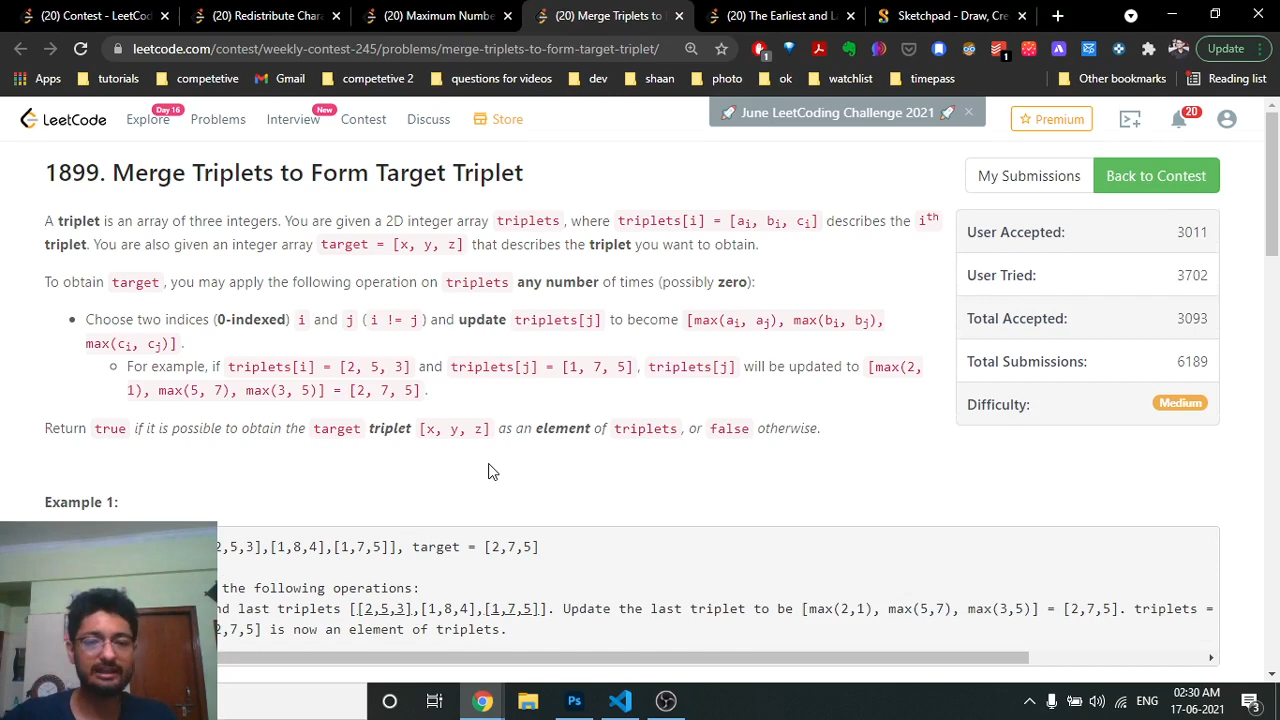 (20) Contest - LeetCo
(20) Redistribute Char
(20) Maximum Numbe
(20) Merge Triplets to
(20) The Earliest and La
Sketchpad - Draw, Cre
leetcode.com/contest/weekly-contest-245/problems/merge-triplets-to-form-target-triplet/
1
1
Update
Apps
tutorials
competetive
Gmail
competetive 2
questions for videos
dev
shaan
photo
ok
watchlist
timepass
Other bookmarks
Reading list
LeetCode
Explore
Day 16
Problems
Interview
New
Contest
Discuss
Store
June LeetCoding Challenge 2021
Premium
20
1899. Merge Triplets to Form Target Triplet
My Submissions
Back to Contest
A triplet is an array of three integers. You are given a 2D integer array triplets, where triplets[i] = [ai, bi, ci] describes the ith
triplet. You are also given an integer array target = [x, y, z] that describes the triplet you want to obtain.
To obtain target, you may apply the following operation on triplets any number of times (possibly zero):
Choose two indices (0-indexed) i and j (i != j) and update triplets[j] to become [max(ai, aj), max(bi, bj),
max(ci, cj)].
For example, if triplets[i] = [2, 5, 3] and triplets[j] = [1, 7, 5], triplets[j] will be updated to [max(2,
1), max(5, 7), max(3, 5)] = [2, 7, 5].
Return true if it is possible to obtain the target triplet [x, y, z] as an element of triplets, or false otherwise.
User Accepted: 3011
User Tried: 3702
Total Accepted: 3093
Total Submissions: 6189
Difficulty: Medium
Example 1:
2,5,3],[1,8,4],[1,7,5]], target = [2,7,5]
the following operations:
nd last triplets [[2,5,3],[1,8,4],[1,7,5]]. Update the last triplet to be [max(2,1), max(5,7), max(3,5)] = [2,7,5]. triplets =
2,7,5] is now an element of triplets.
ENG
02:30 AM
17-06-2021
3